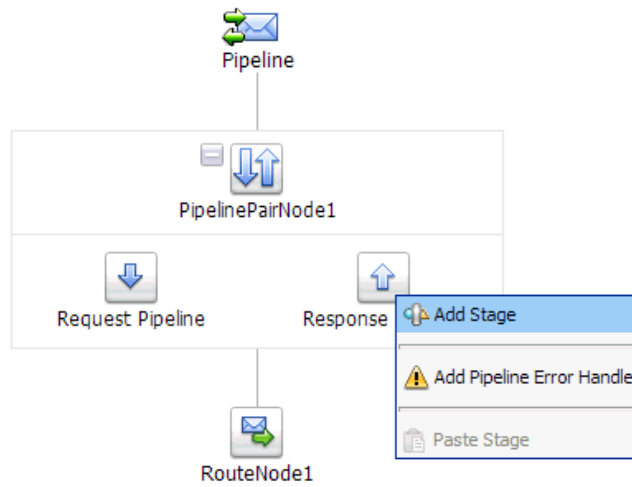 Pipeline
PipelinePairNode1
Request Pipeline
Response
Add Stage
Add Pipeline Error Handle
Paste Stage
RouteNode1